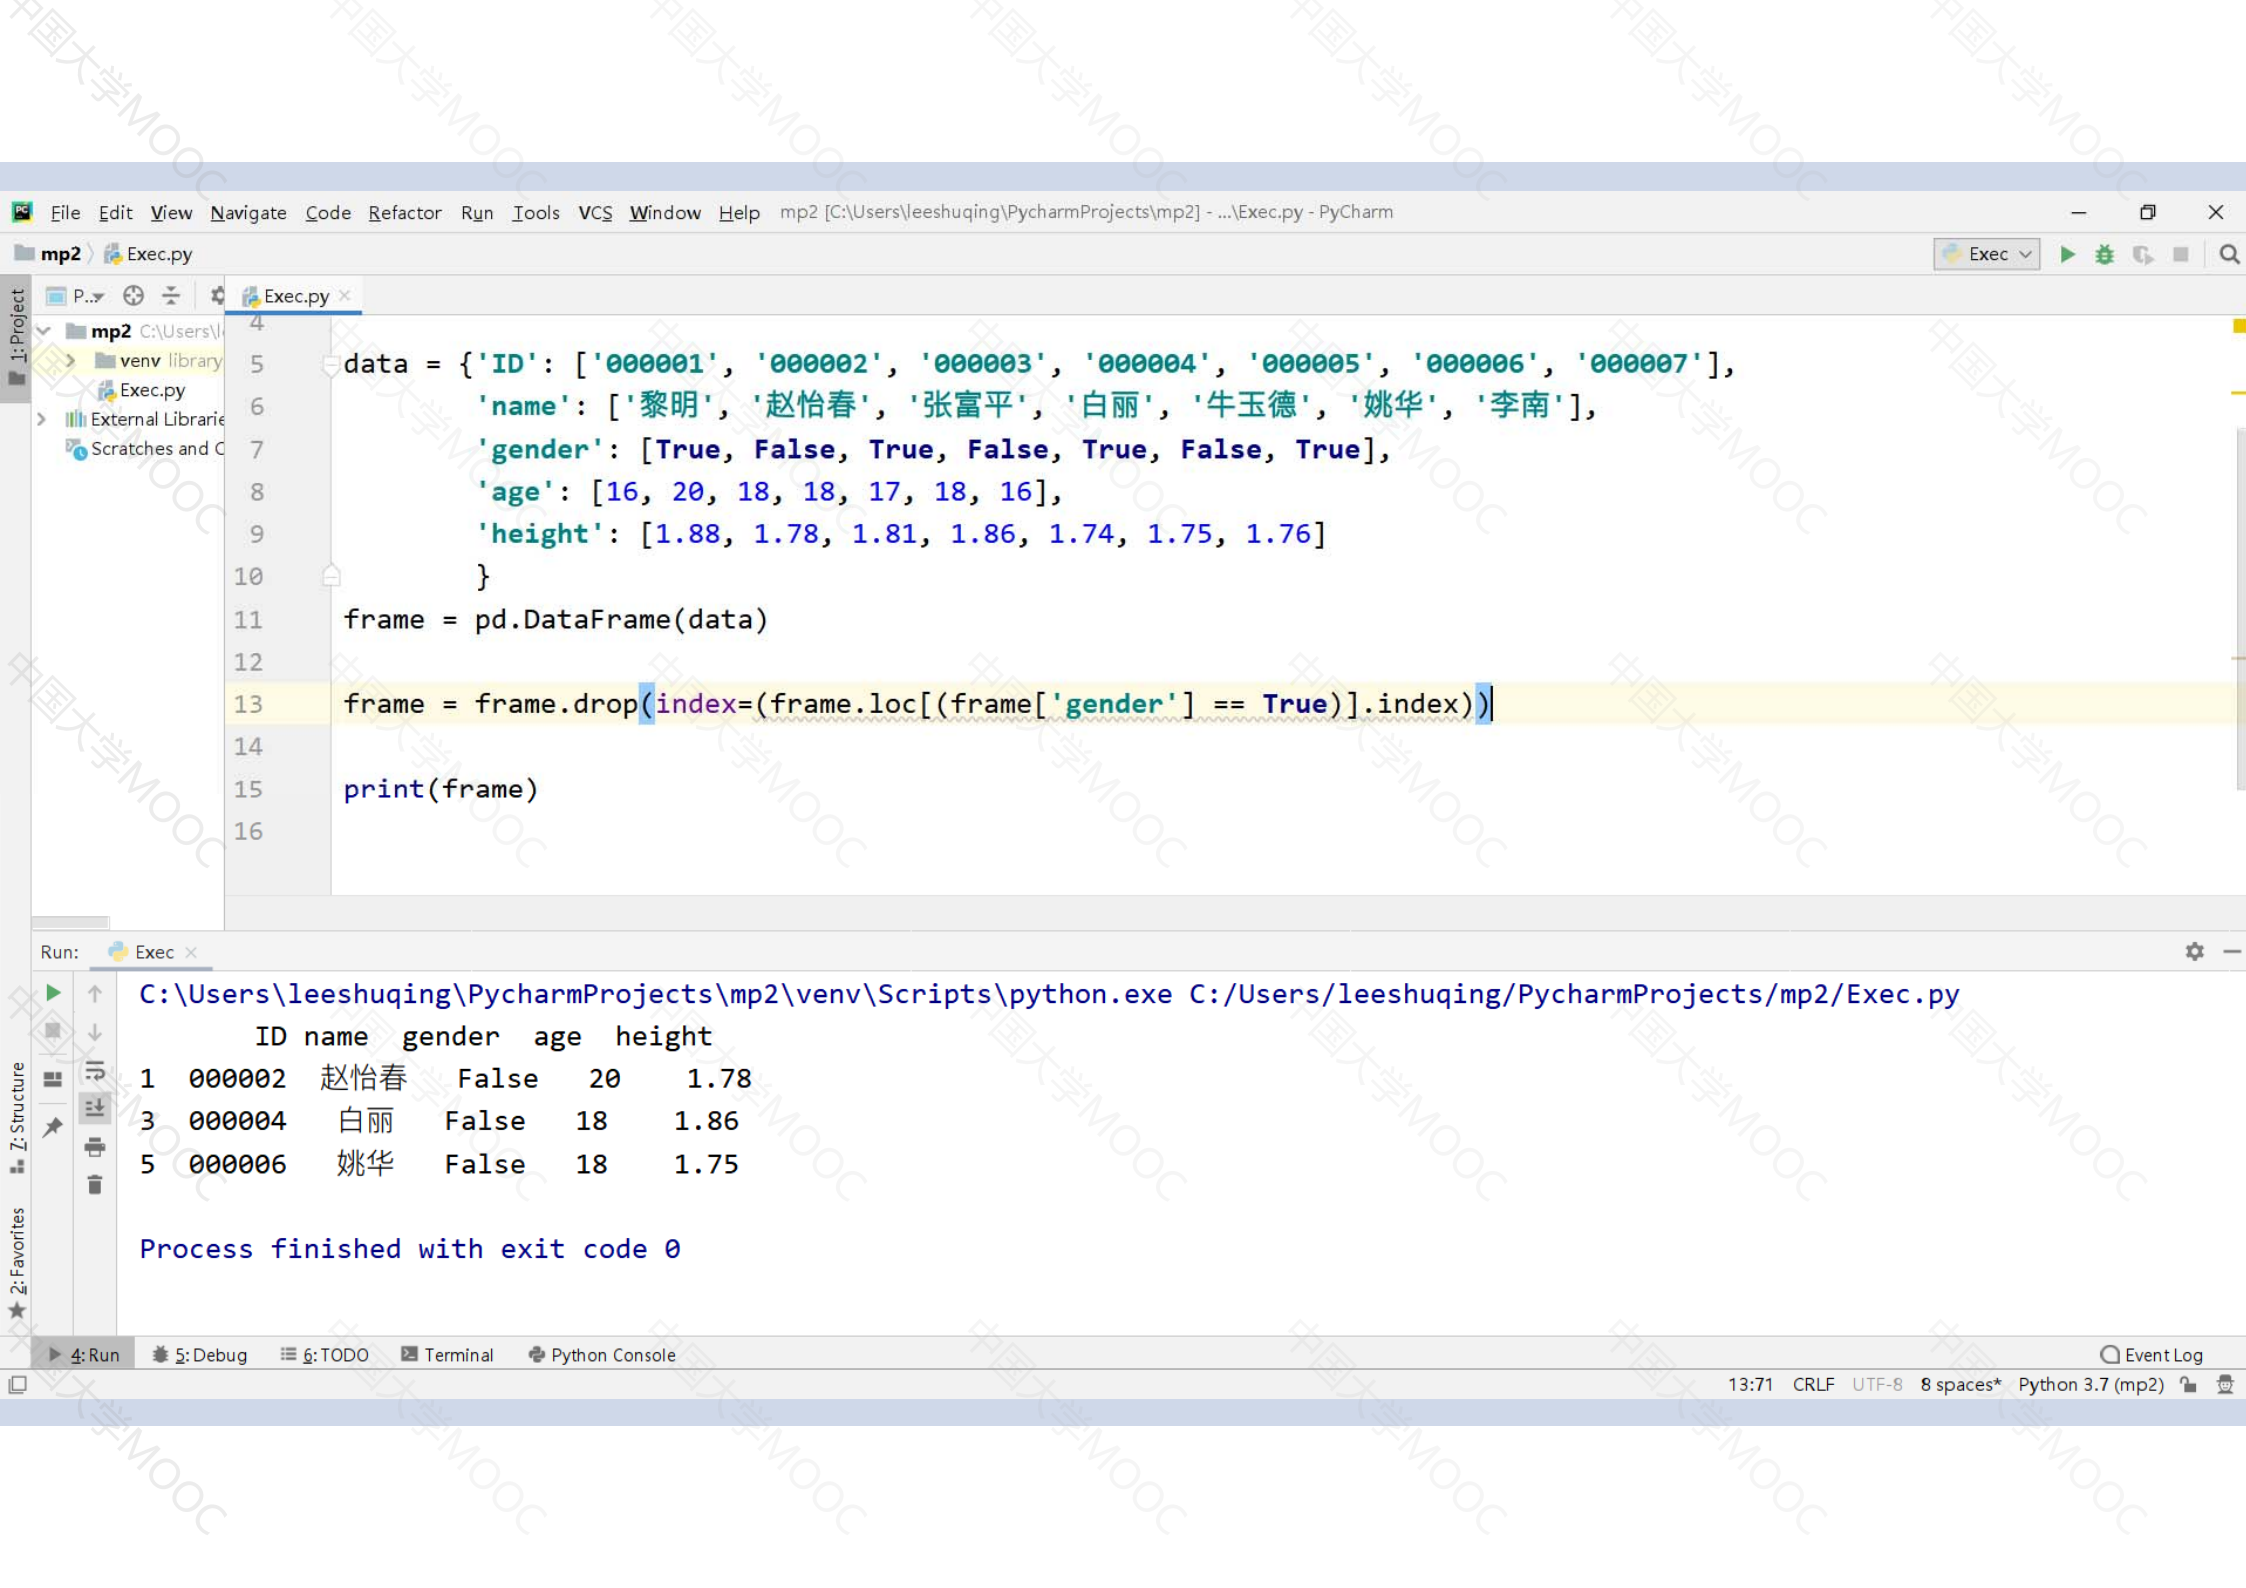 File Edit View Navigate Code Refactor Run Tools VCS Window Help mp2 [C:\Users\leeshuqing\PycharmProjects\mp2] - ...\Exec.py - PyCharm
mp2 Exec.py Exec
1: Project P.. Exec.py
mp2 C:\Users\l
venv library
Exec.py
External Librarie
Scratches and C
4
5 data = {'ID': ['000001', '000002', '000003', '000004', '000005', '000006', '000007'],
6 'name': ['黎明', '赵怡春', '张富平', '白丽', '牛玉德', '姚华', '李南'],
7 'gender': [True, False, True, False, True, False, True],
8 'age': [16, 20, 18, 18, 17, 18, 16],
9 'height': [1.88, 1.78, 1.81, 1.86, 1.74, 1.75, 1.76]
10 }
11 frame = pd.DataFrame(data)
12
13 frame = frame.drop(index=(frame.loc[(frame['gender'] == True)].index))
14
15 print(frame)
16
Run: Exec
C:\Users\leeshuqing\PycharmProjects\mp2\venv\Scripts\python.exe C:/Users/leeshuqing/PycharmProjects/mp2/Exec.py
ID name gender age height
1 000002 赵怡春 False 20 1.78
3 000004 白丽 False 18 1.86
5 000006 姚华 False 18 1.75
Process finished with exit code 0
Z: Structure
2: Favorites
4: Run 5: Debug 6: TODO Terminal Python Console Event Log
13:71 CRLF UTF-8 8 spaces* Python 3.7 (mp2)
中国大学MOOC